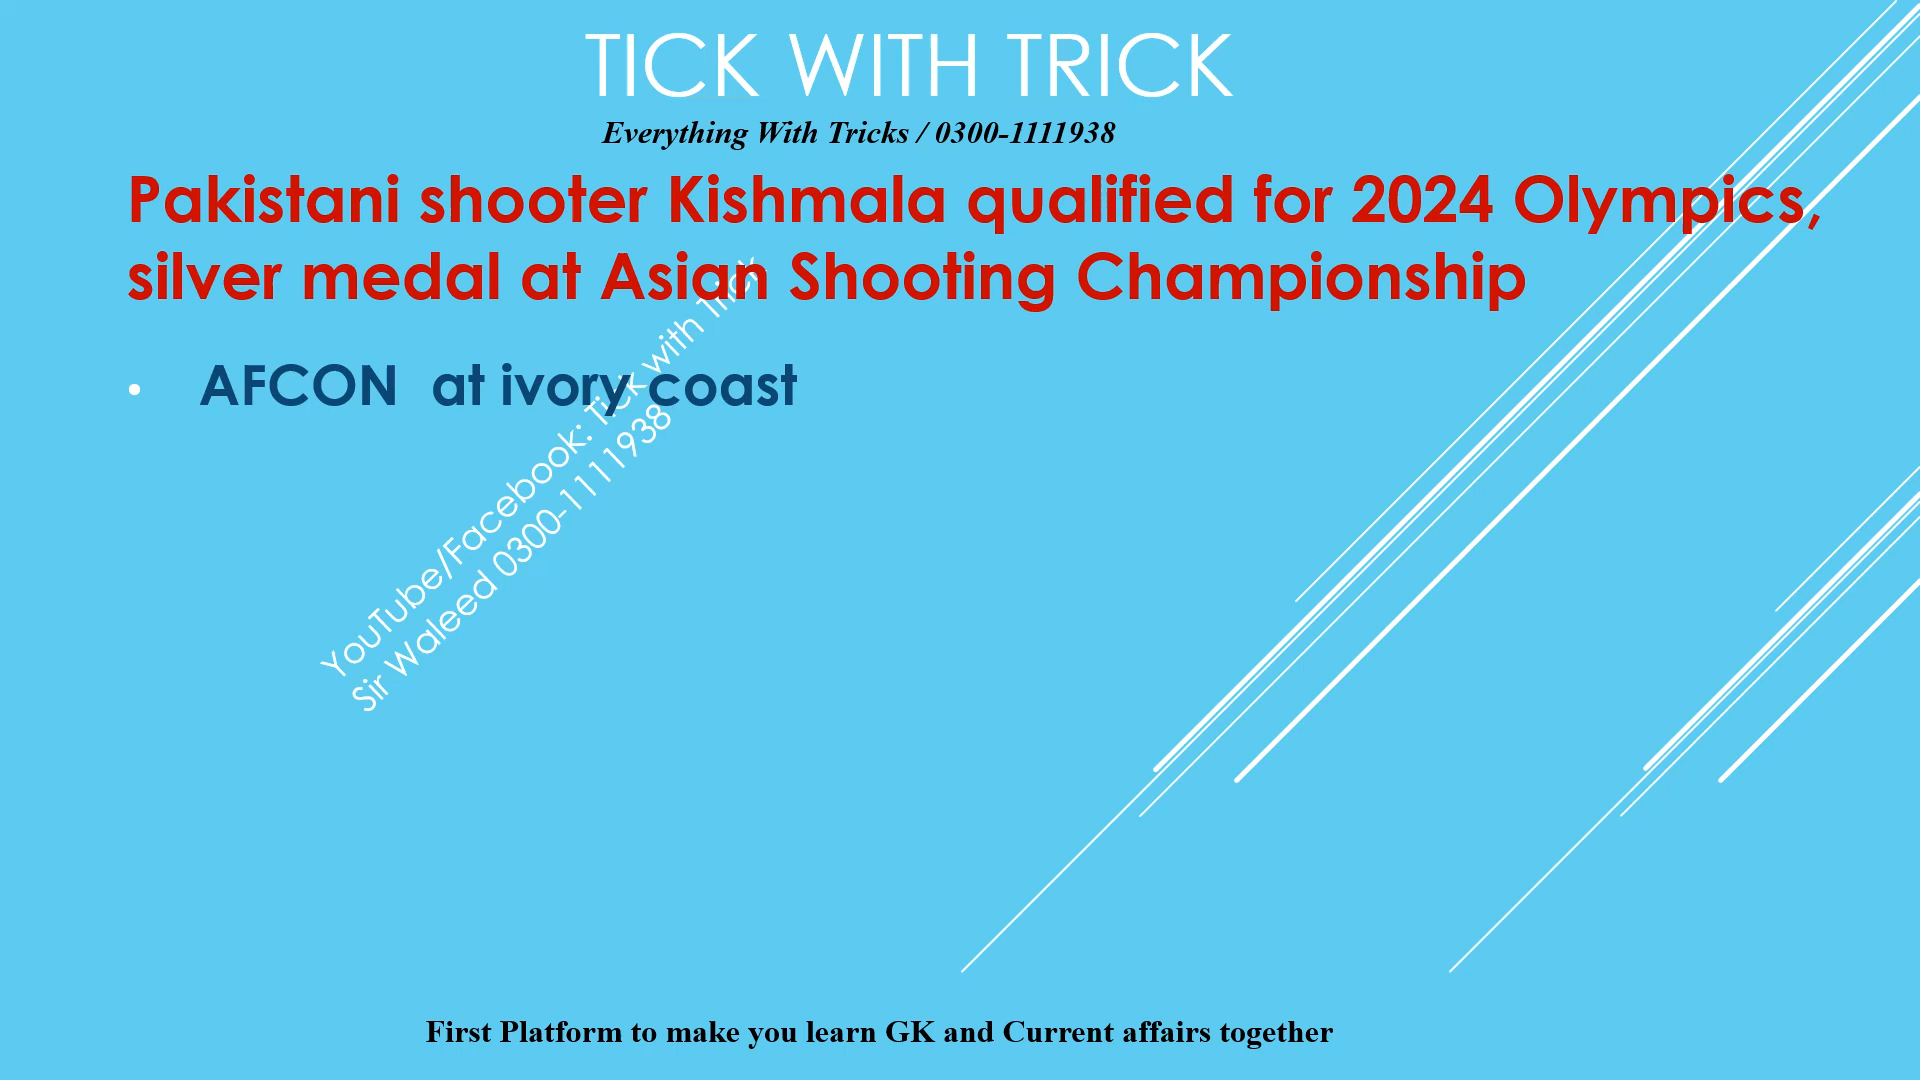 TICK WITH TRICK
Everything With Tricks / 0300-1111938
Pakistani shooter Kishmala qualified for 2024 Olympics,
silver medal at Asian Shooting Championship
• AFCON at ivory coast
YouTube/Facebook: Tick with Trick
Sir Waleed 0300-1111938
First Platform to make you learn GK and Current affairs together